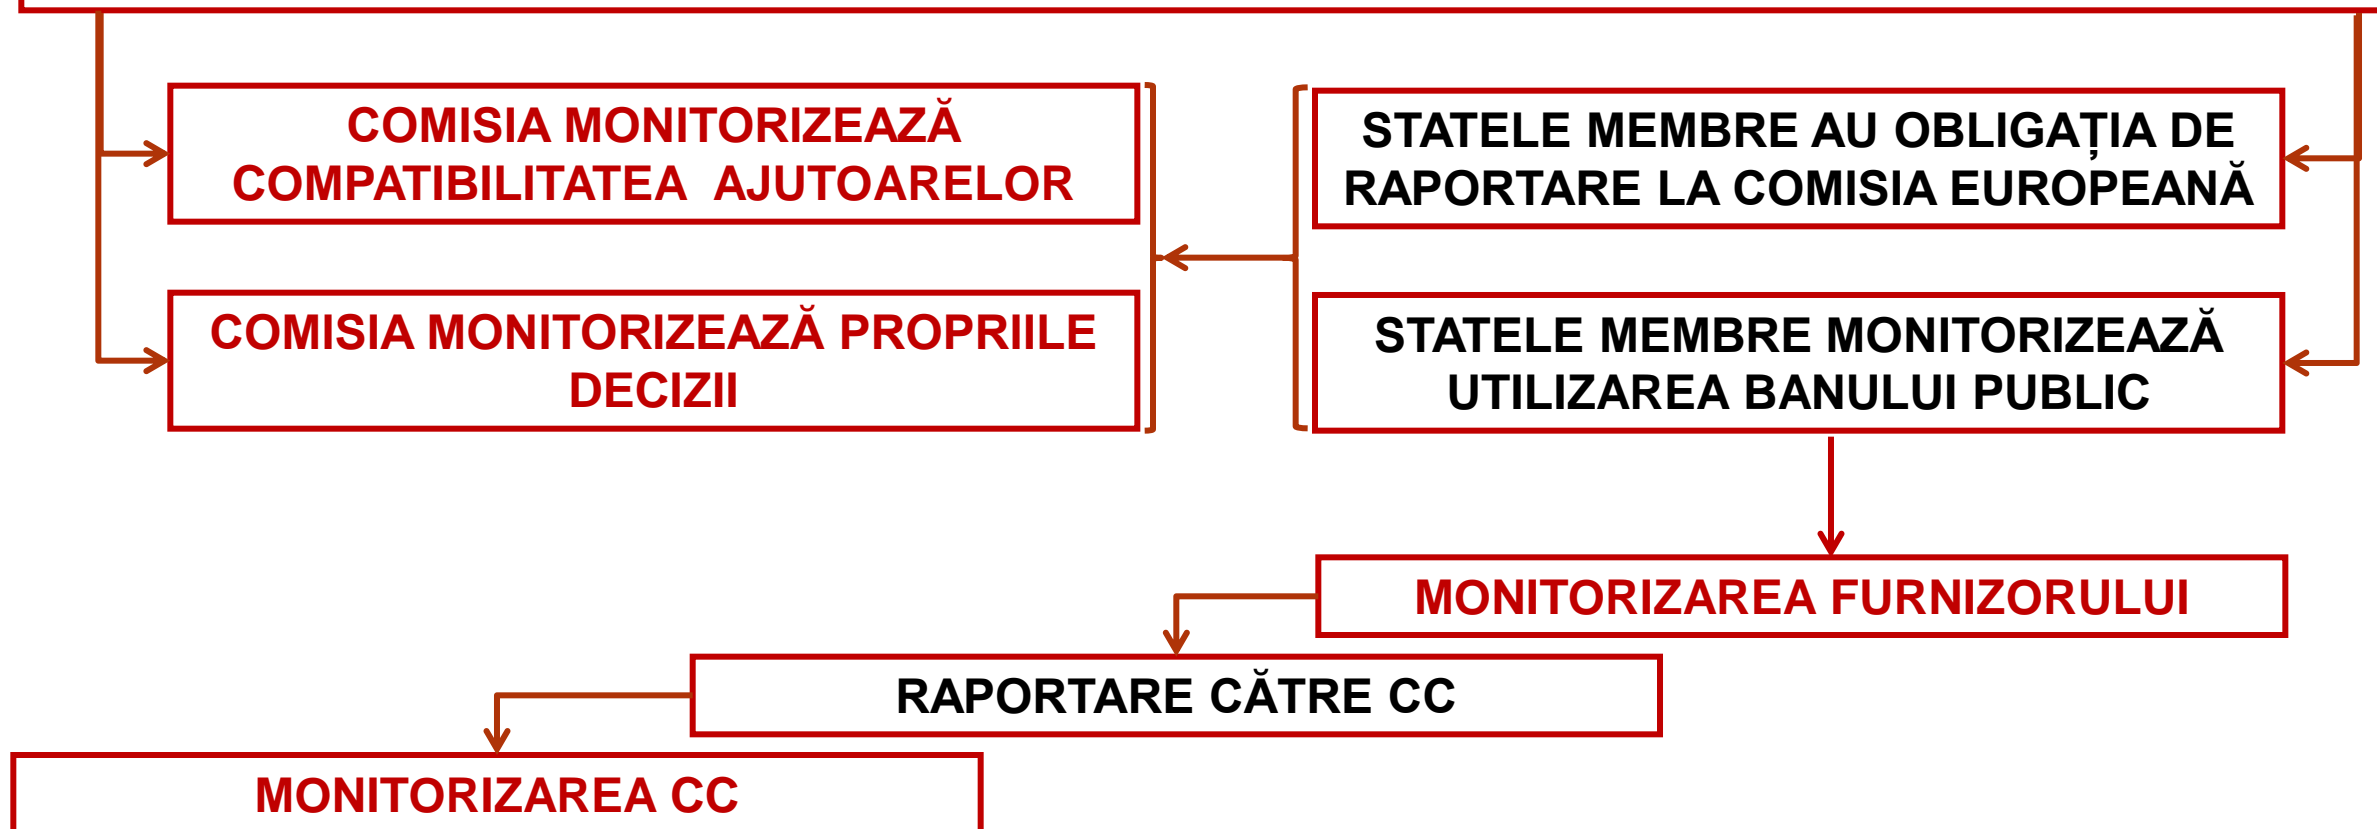 COMISIA MONITORIZEAZĂ
COMPATIBILITATEA AJUTOARELOR
STATELE MEMBRE AU OBLIGAȚIA DE
RAPORTARE LA COMISIA EUROPEANĂ
COMISIA MONITORIZEAZĂ PROPRIILE
DECIZII
STATELE MEMBRE MONITORIZEAZĂ
UTILIZAREA BANULUI PUBLIC
MONITORIZAREA FURNIZORULUI
RAPORTARE CĂTRE CC
MONITORIZAREA CC